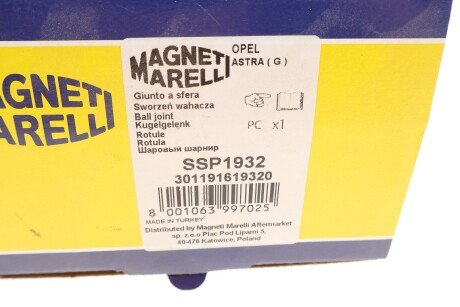 MAGNETI
MARELLI
OPEL
ASTRA ( G )
MAGNETI
MARELLI
Giunto a sfera
Sworzeń wahacza
Ball joint
Kugelgelenk
Rotule
Rotula
Шаровый шарнир
PC x1
SSP1932
301191619320
8 001063 997025
MADE IN TURKEY
Distributed by Magneti Marelli Aftermarket
sp. z.o.o Plac Pod Lipami 5,
40-476 Katowice, Poland